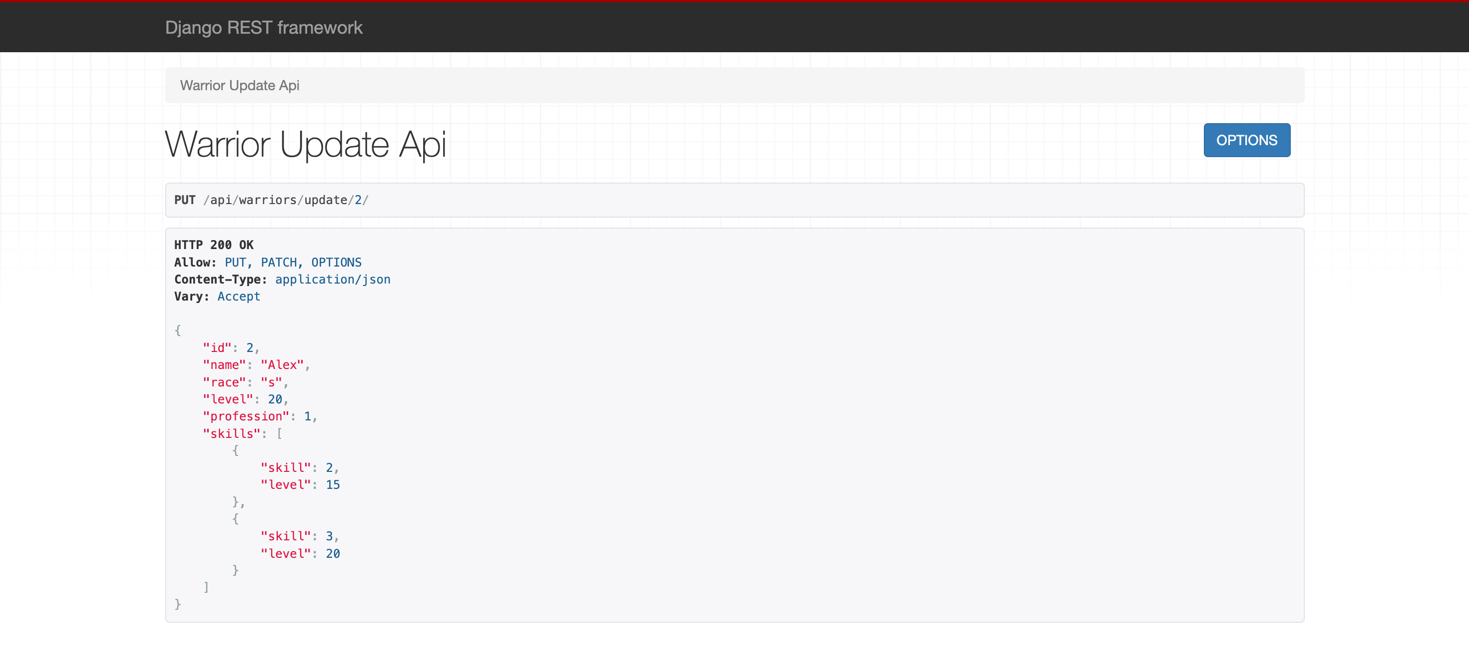 Django REST framework
Warrior Update Api
Warrior Update Api
OPTIONS
PUT /api/warriors/update/2/
HTTP 200 OK
Allow: PUT, PATCH, OPTIONS
Content-Type: application/json
Vary: Accept
{
    "id": 2,
    "name": "Alex",
    "race": "s",
    "level": 20,
    "profession": 1,
    "skills": [
        {
            "skill": 2,
            "level": 15
        },
        {
            "skill": 3,
            "level": 20
        }
    ]
}